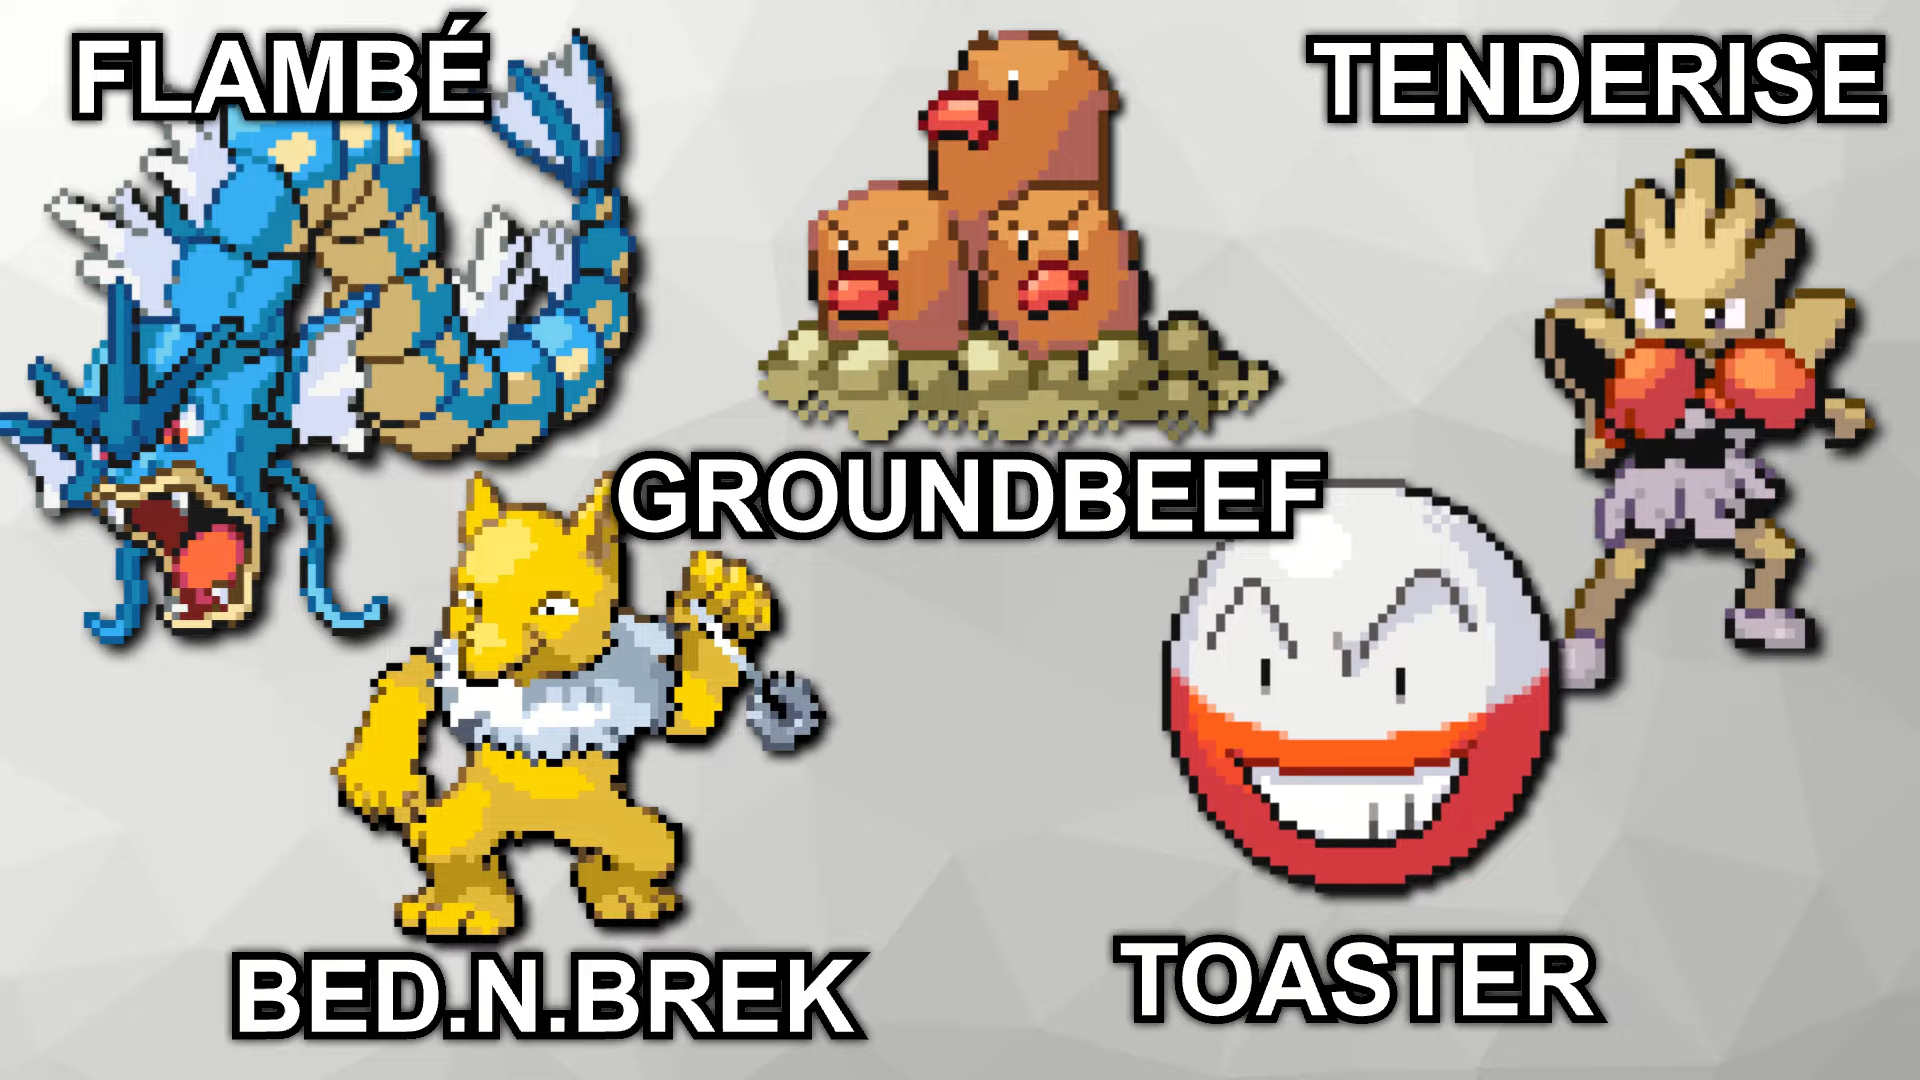 FLAMBÉ
TENDERISE
GROUNDBEEF
BED.N.BREK
TOASTER